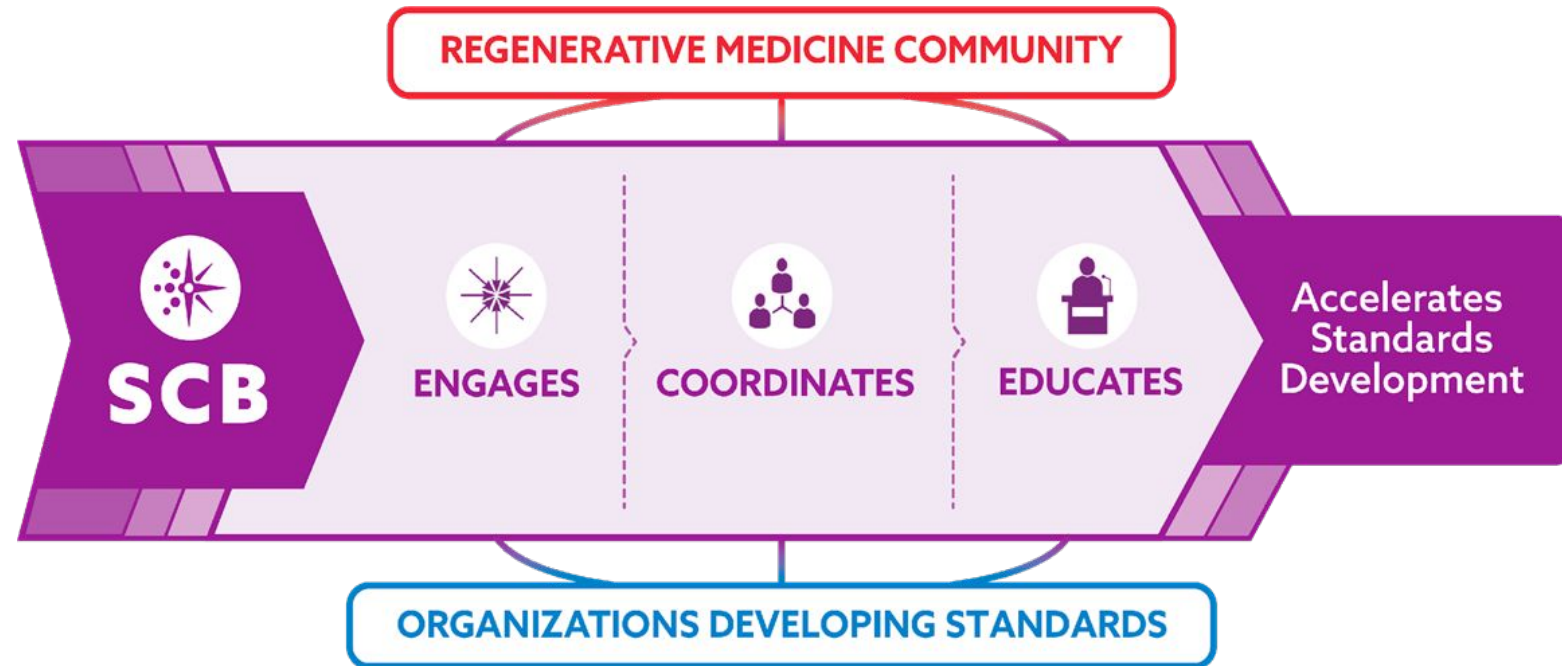 REGENERATIVE MEDICINE COMMUNITY
SCB
ENGAGES
COORDINATES
EDUCATES
Accelerates
Standards
Development
ORGANIZATIONS DEVELOPING STANDARDS